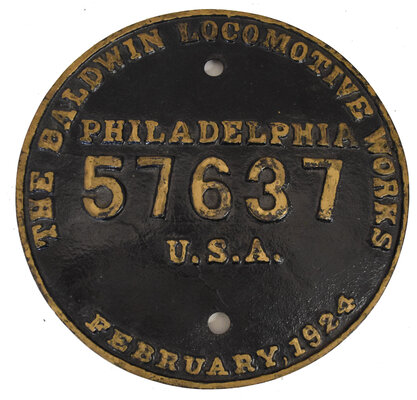 THE BALDWIN LOCOMOTIVE WORKS
PHILADELPHIA
57637
U.S.A.
FEBRUARY, 1924